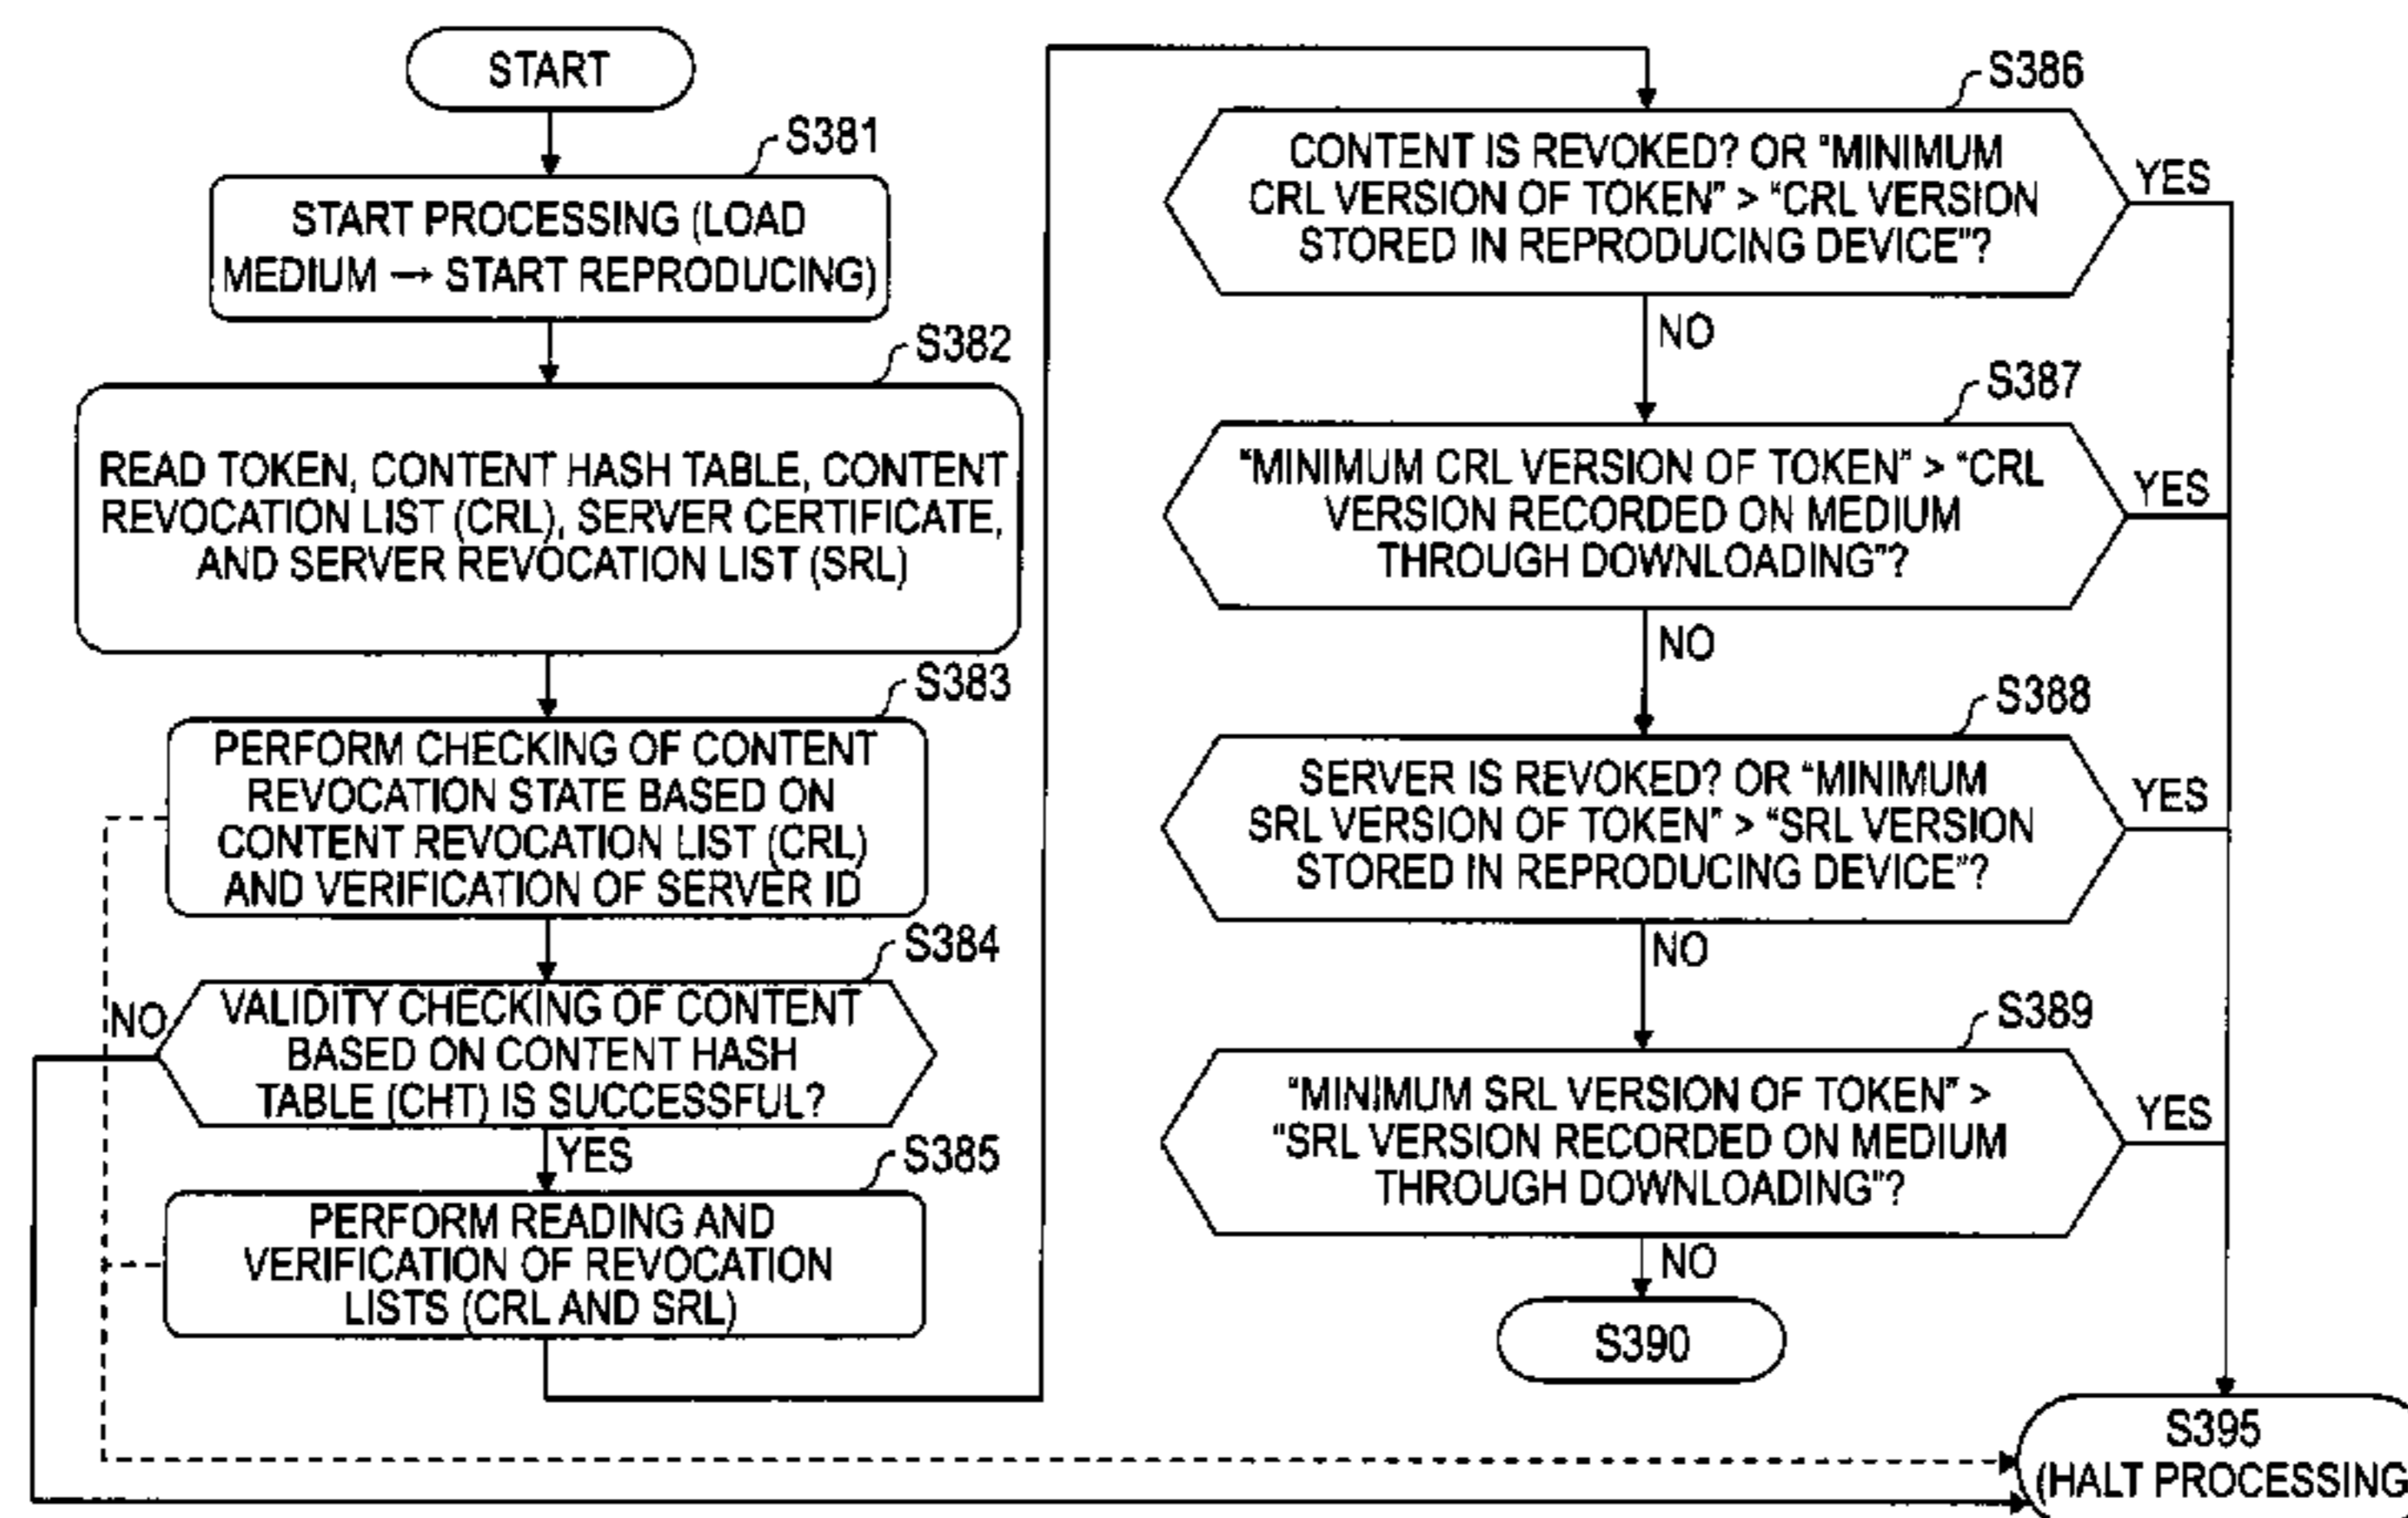 START
S381
START PROCESSING (LOAD
MEDIUM → START REPRODUCING)
S382
READ TOKEN, CONTENT HASH TABLE, CONTENT
REVOCATION LIST (CRL), SERVER CERTIFICATE,
AND SERVER REVOCATION LIST (SRL)
S383
PERFORM CHECKING OF CONTENT
REVOCATION STATE BASED ON
CONTENT REVOCATION LIST (CRL)
AND VERIFICATION OF SERVER ID
S384
NO
VALIDITY CHECKING OF CONTENT
BASED ON CONTENT HASH
TABLE (CHT) IS SUCCESSFUL?
YES
S385
PERFORM READING AND
VERIFICATION OF REVOCATION
LISTS (CRL AND SRL)
S386
CONTENT IS REVOKED? OR "MINIMUM
CRL VERSION OF TOKEN" > "CRL VERSION
STORED IN REPRODUCING DEVICE"?
YES
NO
S387
"MINIMUM CRL VERSION OF TOKEN" > "CRL
VERSION RECORDED ON MEDIUM
THROUGH DOWNLOADING"?
YES
NO
S388
SERVER IS REVOKED? OR "MINIMUM
SRL VERSION OF TOKEN" > "SRL VERSION
STORED IN REPRODUCING DEVICE"?
YES
NO
S389
"MINIMUM SRL VERSION OF TOKEN" >
"SRL VERSION RECORDED ON MEDIUM
THROUGH DOWNLOADING"?
YES
NO
S390
S395
(HALT PROCESSING